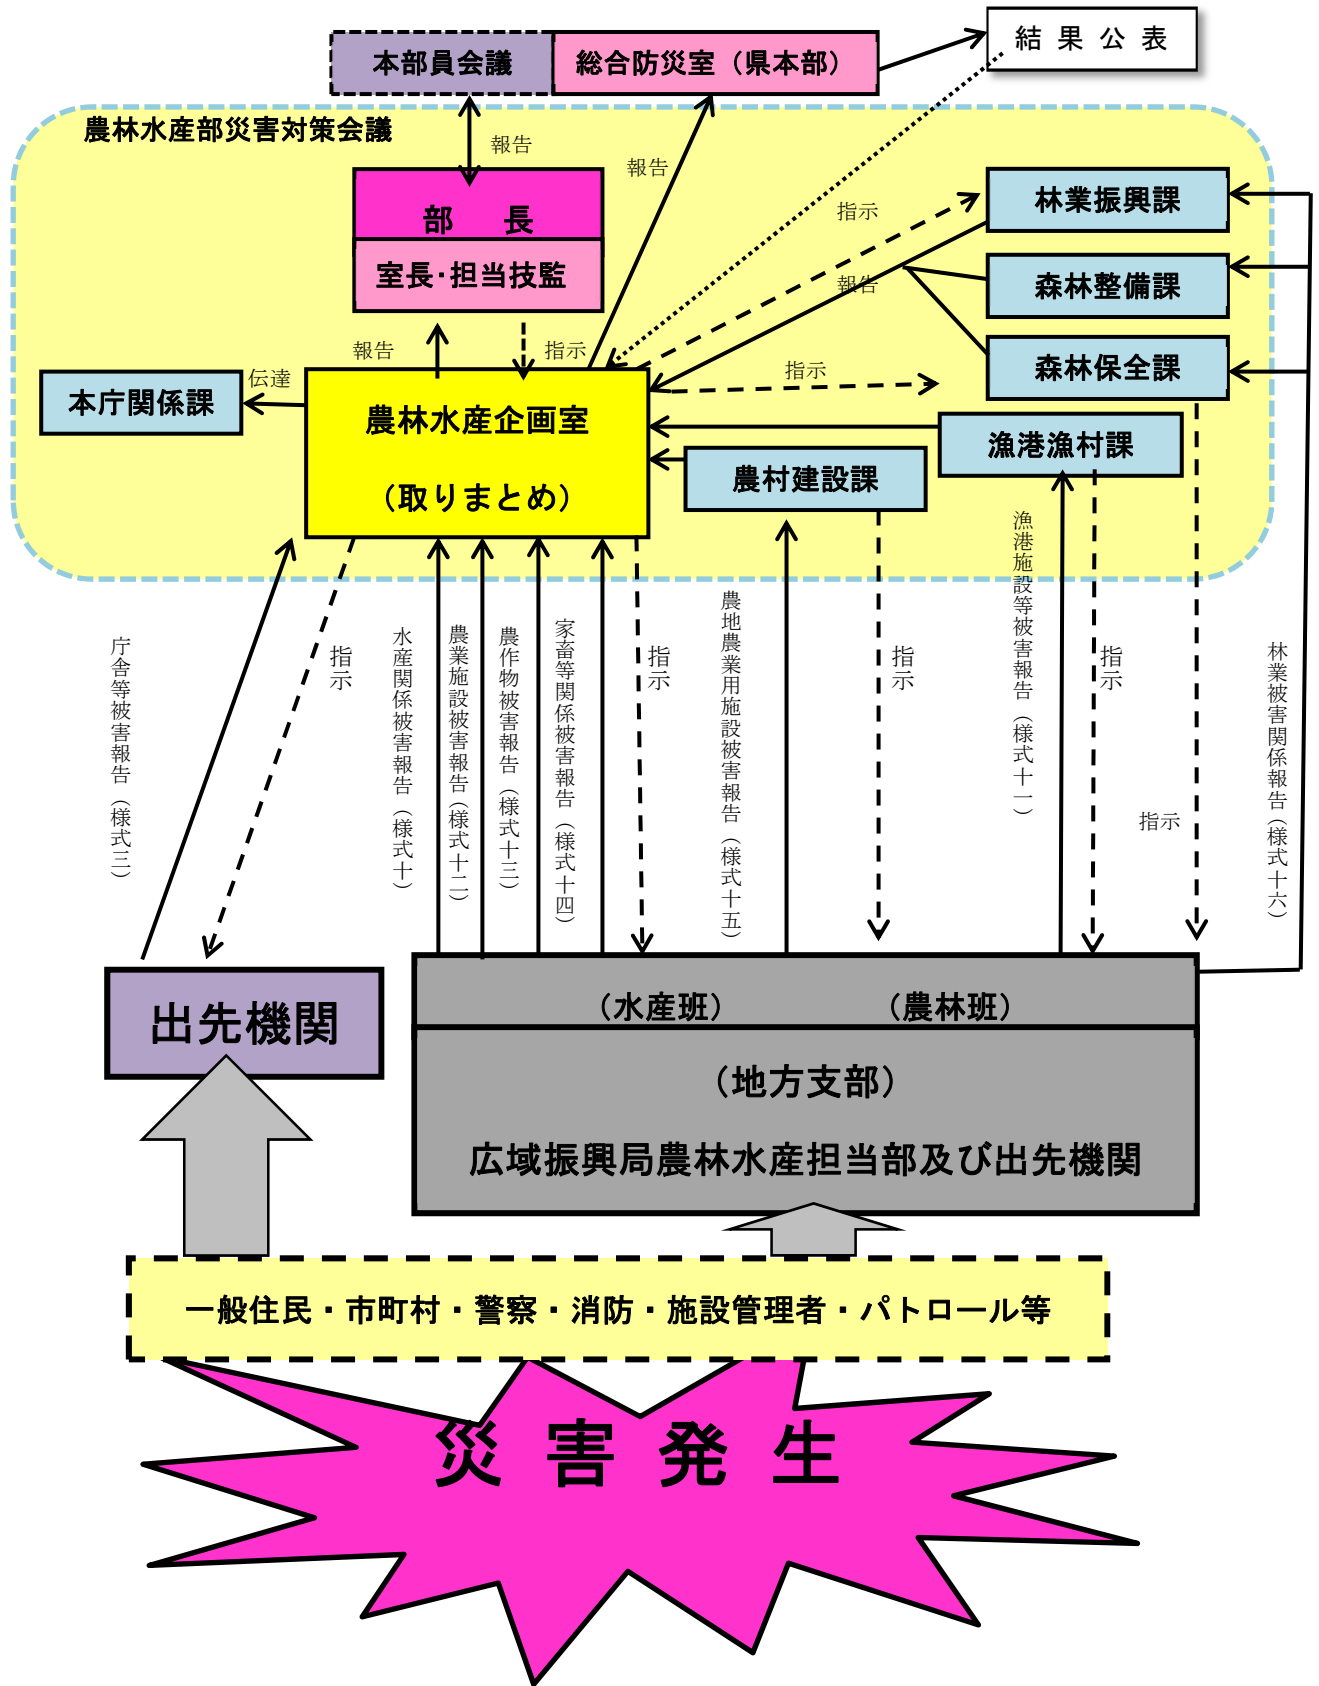 結 果 公 表
本部員会議
総合防災室（県本部）
農林水産部災害対策会議
報告
報告
部　長
室長・担当技監
指示
報告
林業振興課
森林整備課
森林保全課
報告
指示
指示
伝達
本庁関係課
農林水産企画室
（取りまとめ）
漁港漁村課
農村建設課
庁舎等被害報告（様式三）
指示
水産関係被害報告（様式十）
農業施設被害報告（様式十二）
農作物被害報告（様式十三）
家畜等関係被害報告（様式十四）
指示
農地農業用施設被害報告（様式十五）
指示
漁港施設等被害報告（様式十一）
指示
指示
林業被害関係報告（様式十六）
出先機関
（水産班）
（農林班）
（地方支部）
広域振興局農林水産担当部及び出先機関
一般住民・市町村・警察・消防・施設管理者・パトロール等
災 害 発 生